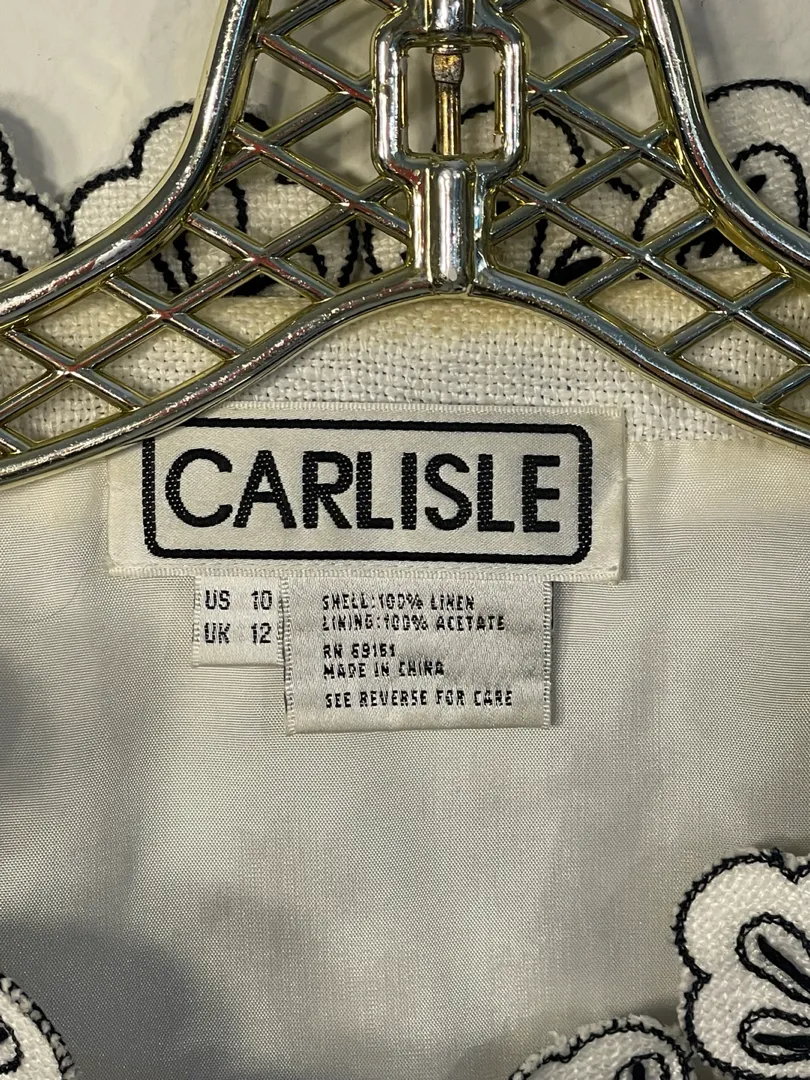 CARLISLE
US 10
UK 12
SHELL:100% LINEN
LINING:100% ACETATE
RN 69161
MADE IN CHINA
SEE REVERSE FOR CARE